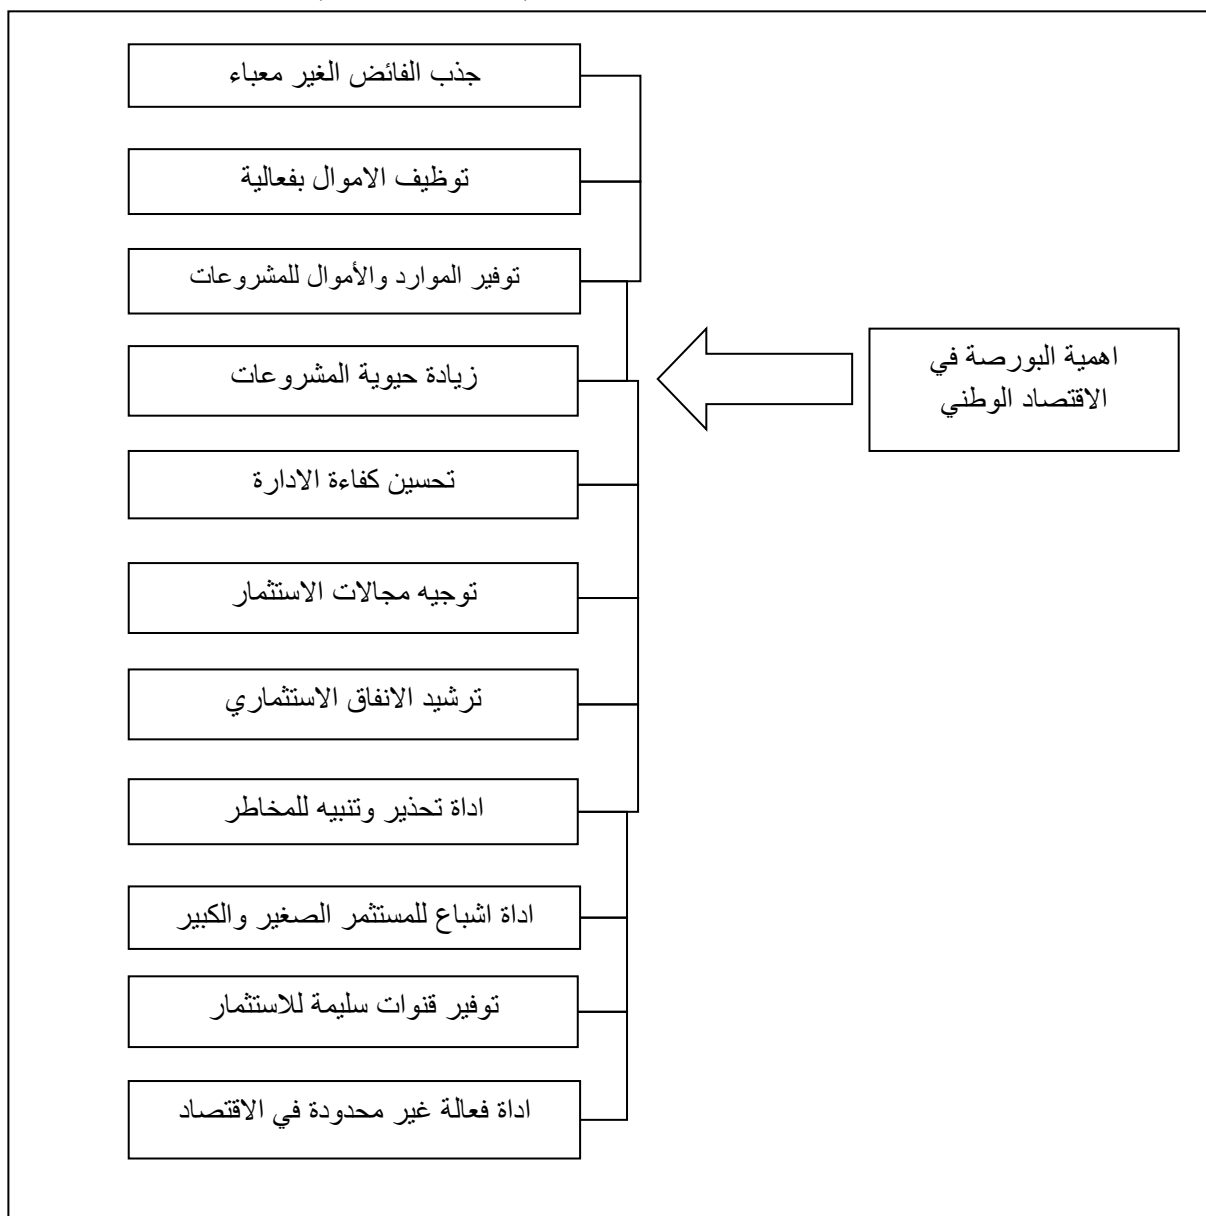 جذب الفائض الغير معباء
توظيف الاموال بفعالية
توفير الموارد والأموال للمشروعات
زيادة حيوية المشروعات
اهمية البورصة في
الاقتصاد الوطني
تحسين كفاءة الادارة
توجيه مجالات الاستثمار
ترشيد الانفاق الاستثماري
اداة تحذير وتنبيه للمخاطر
اداة اشباع للمستثمر الصغير والكبير
توفير قنوات سليمة للاستثمار
اداة فعالة غير محدودة في الاقتصاد